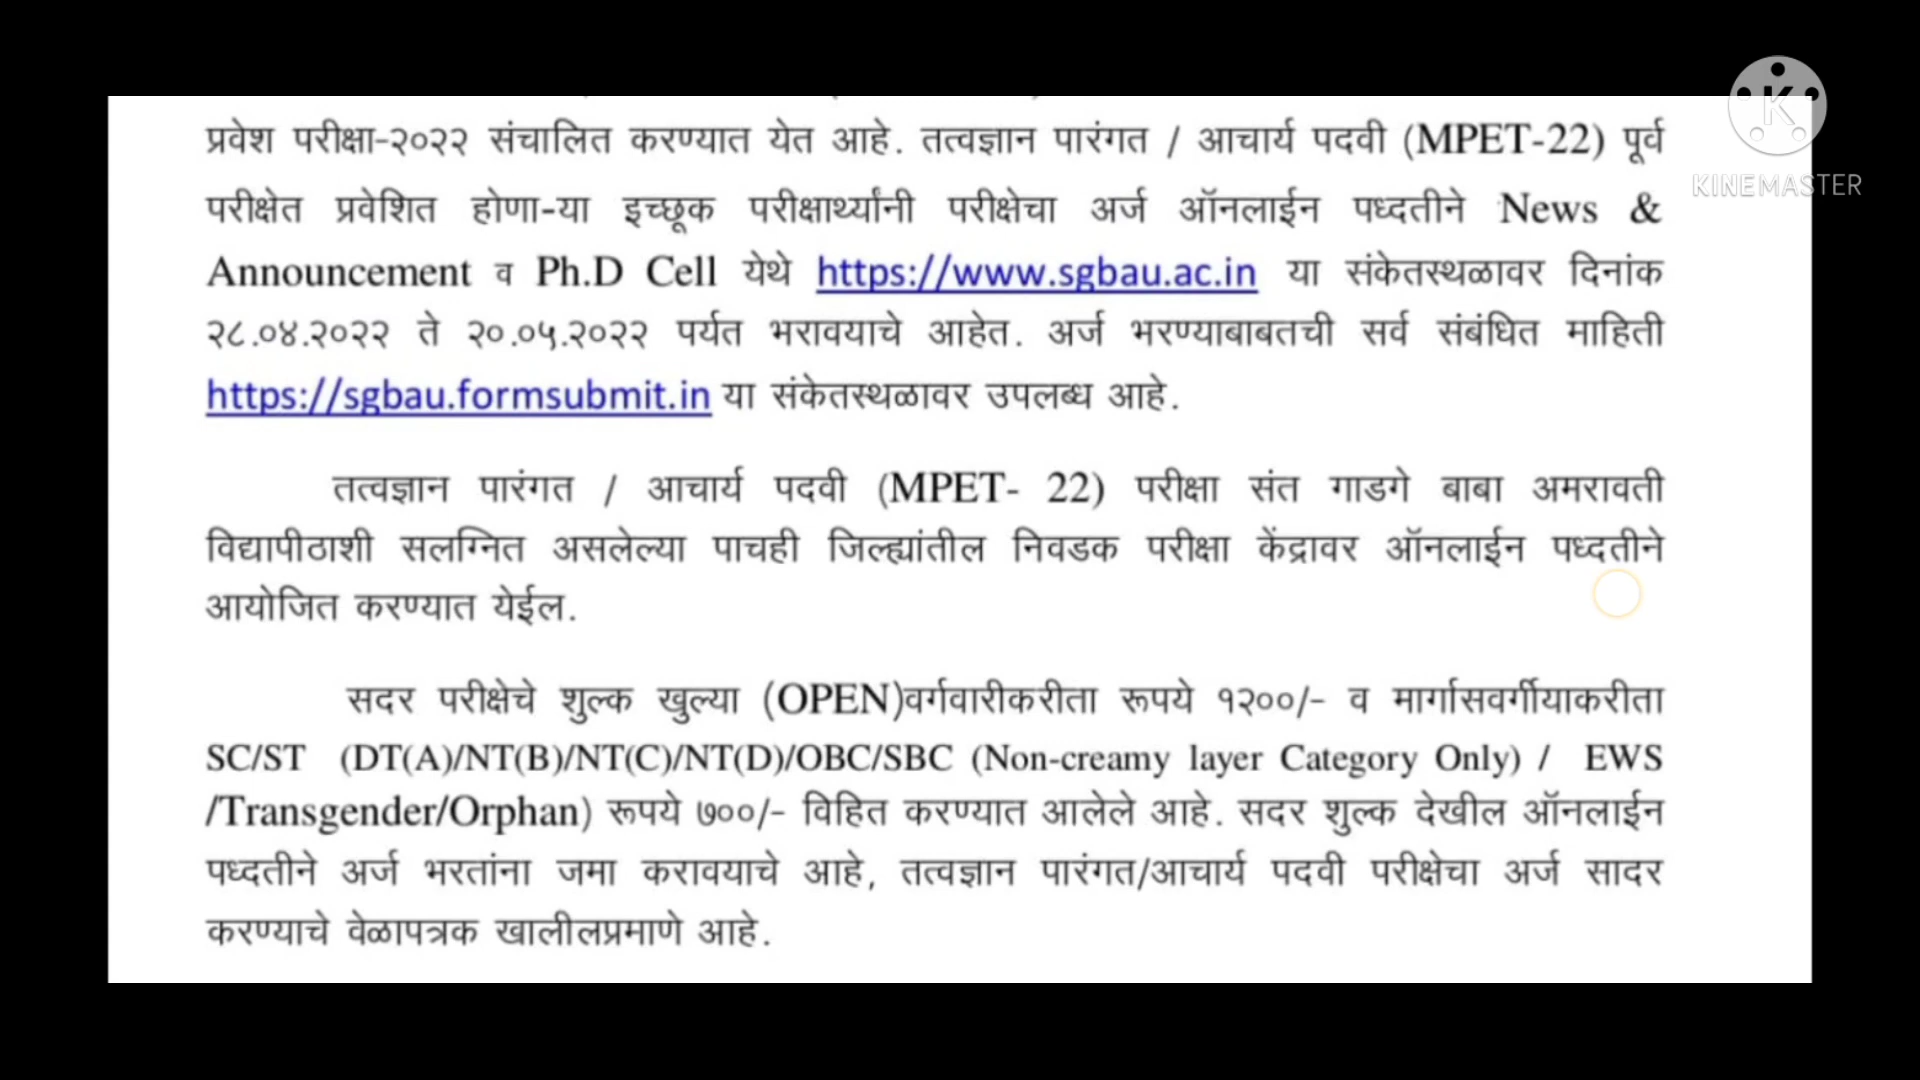 प्रवेश परीक्षा-२०२२ संचालित करण्यात येत आहे. तत्वज्ञान पारंगत / आचार्य पदवी (MPET-22) पूर्व
परीक्षेत प्रवेशित होणा-या इच्छूक परीक्षार्थ्यांनी परीक्षेचा अर्ज ऑनलाईन पध्दतीने News &
Announcement व Ph.D Cell येथे https://www.sgbau.ac.in या संकेतस्थळावर दिनांक
२८.०४.२०२२ ते २०.०५.२०२२ पर्यत भरावयाचे आहेत. अर्ज भरण्याबाबतची सर्व संबंधित माहिती
https://sgbau.formsubmit.in या संकेतस्थळावर उपलब्ध आहे.
तत्वज्ञान पारंगत / आचार्य पदवी (MPET- 22) परीक्षा संत गाडगे बाबा अमरावती
विद्यापीठाशी सलग्नित असलेल्या पाचही जिल्ह्यांतील निवडक परीक्षा केंद्रावर ऑनलाईन पध्दतीने
आयोजित करण्यात येईल.
सदर परीक्षेचे शुल्क खुल्या (OPEN)वर्गवारीकरीता रूपये १२००/- व मार्गासवर्गीयाकरीता
SC/ST (DT(A)/NT(B)/NT(C)/NT(D)/OBC/SBC (Non-creamy layer Category Only) / EWS
/Transgender/Orphan) रूपये ७००/- विहित करण्यात आलेले आहे. सदर शुल्क देखील ऑनलाईन
पध्दतीने अर्ज भरतांना जमा करावयाचे आहे, तत्वज्ञान पारंगत/आचार्य पदवी परीक्षेचा अर्ज सादर
करण्याचे वेळापत्रक खालीलप्रमाणे आहे.
K
KINEMASTER